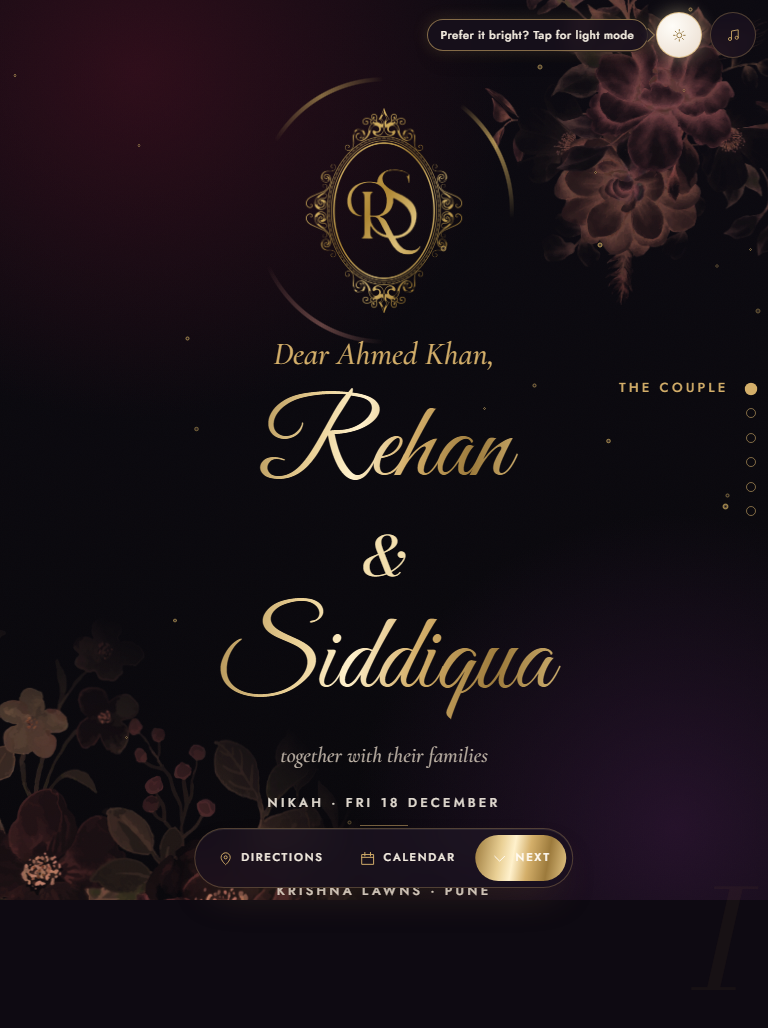 Prefer it bright? Tap for light mode
RS
Dear Ahmed Khan,
THE COUPLE
Rehan
&
Siddiqua
together with their families
NIKAH · FRI 18 DECEMBER
DIRECTIONS
CALENDAR
NEXT
KRISHNA LAWNS · PUNE
I